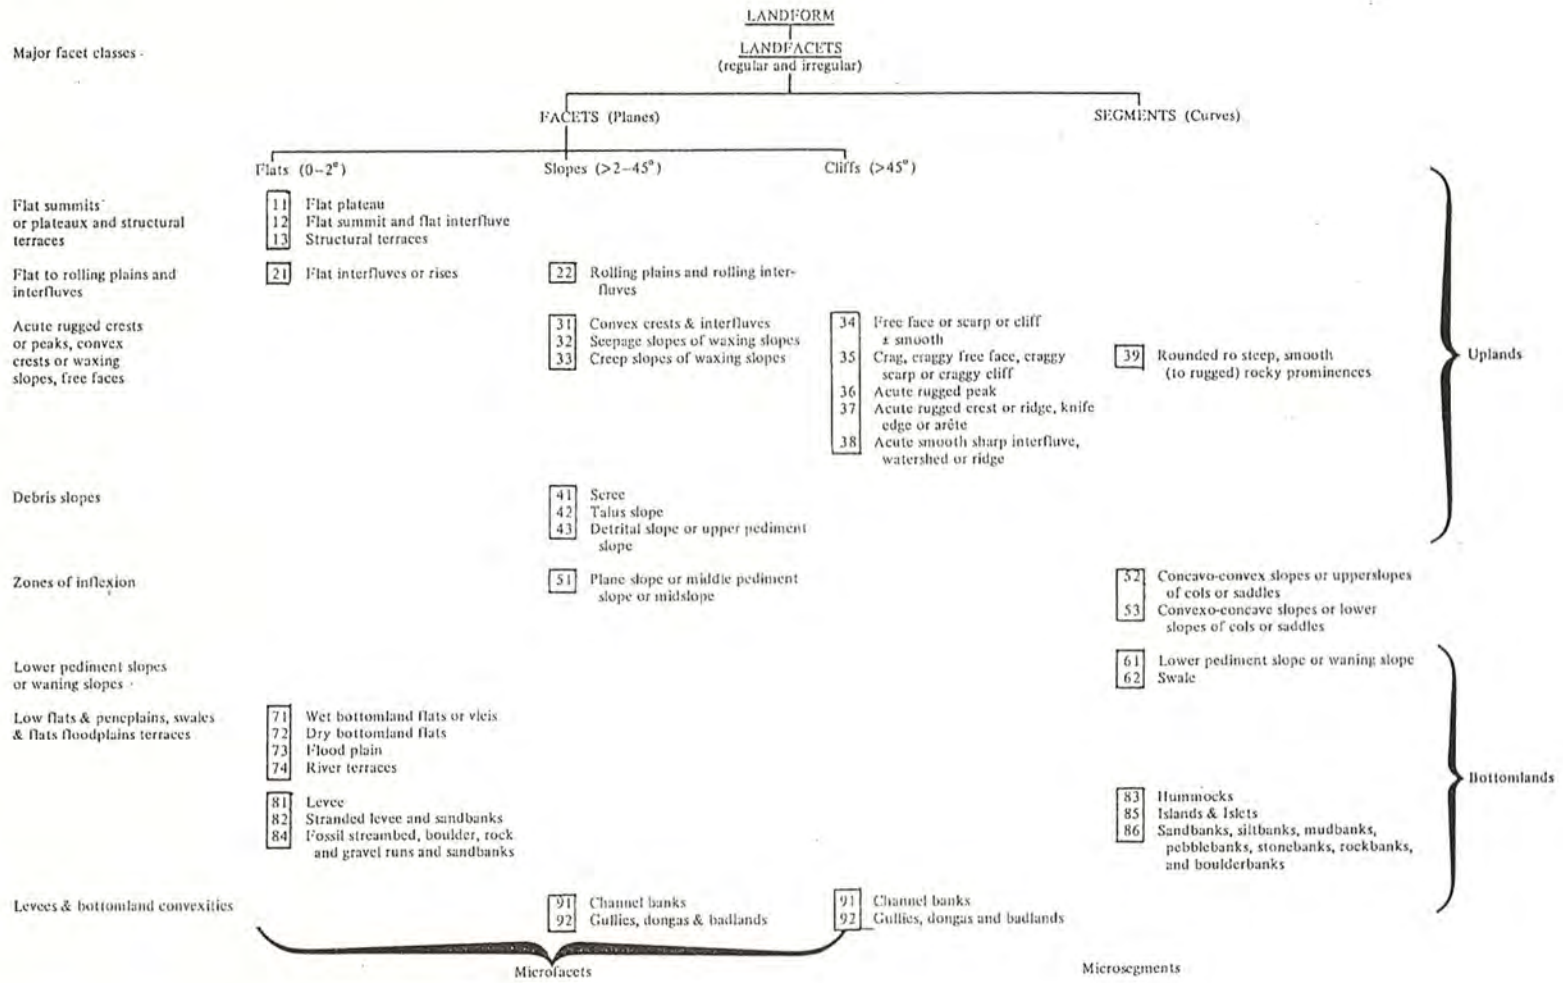 LANDFORM
Major facet classes -
LANDFACETS
(regular and irregular)
FACETS (Planes)
SEGMENTS (Curves)
Flats (0–2°)
Slopes (>2–45°)
Cliffs (>45°)
Flat summits
or plateaux and structural
terraces
11 Flat plateau
12 Flat summit and flat interfluve
13 Structural terraces
Flat to rolling plains and
interfluves
21 Flat interfluves or rises
22 Rolling plains and rolling inter-
fluves
Acute rugged crests
or peaks, convex
crests or waxing
slopes, free faces
31 Convex crests & interfluves
32 Seepage slopes of waxing slopes
33 Creep slopes of waxing slopes
34 Free face or scarp or cliff
± smooth
35 Crag, craggy free face, craggy
scarp or craggy cliff
36 Acute rugged peak
37 Acute rugged crest or ridge, knife
edge or arête
38 Acute smooth sharp interfluve,
watershed or ridge
39 Rounded ro steep, smooth
(to rugged) rocky prominences
Uplands
Debris slopes
41 Scree
42 Talus slope
43 Detrital slope or upper pediment
slope
Zones of inflexion
51 Plane slope or middle pediment
slope or midslope
52 Concavo-convex slopes or upperslopes
of cols or saddles
53 Convexo-concave slopes or lower
slopes of cols or saddles
Lower pediment slopes
or waning slopes
61 Lower pediment slope or waning slope
62 Swale
Low flats & peneplains, swales
& flats floodplains terraces
71 Wet bottomland flats or vleis
72 Dry bottomland flats
73 Flood plain
74 River terraces
81 Levee
82 Stranded levee and sandbanks
84 Fossil streambed, boulder, rock
and gravel runs and sandbanks
83 Hummocks
85 Islands & Islets
86 Sandbanks, siltbanks, mudbanks,
pebblebanks, stonebanks, rockbanks,
and boulderbanks
Bottomlands
Levees & bottomland convexities
91 Channel banks
92 Gullies, dongas & badlands
91 Channel banks
92 Gullies, dongas and badlands
Microfacets
Microsegments